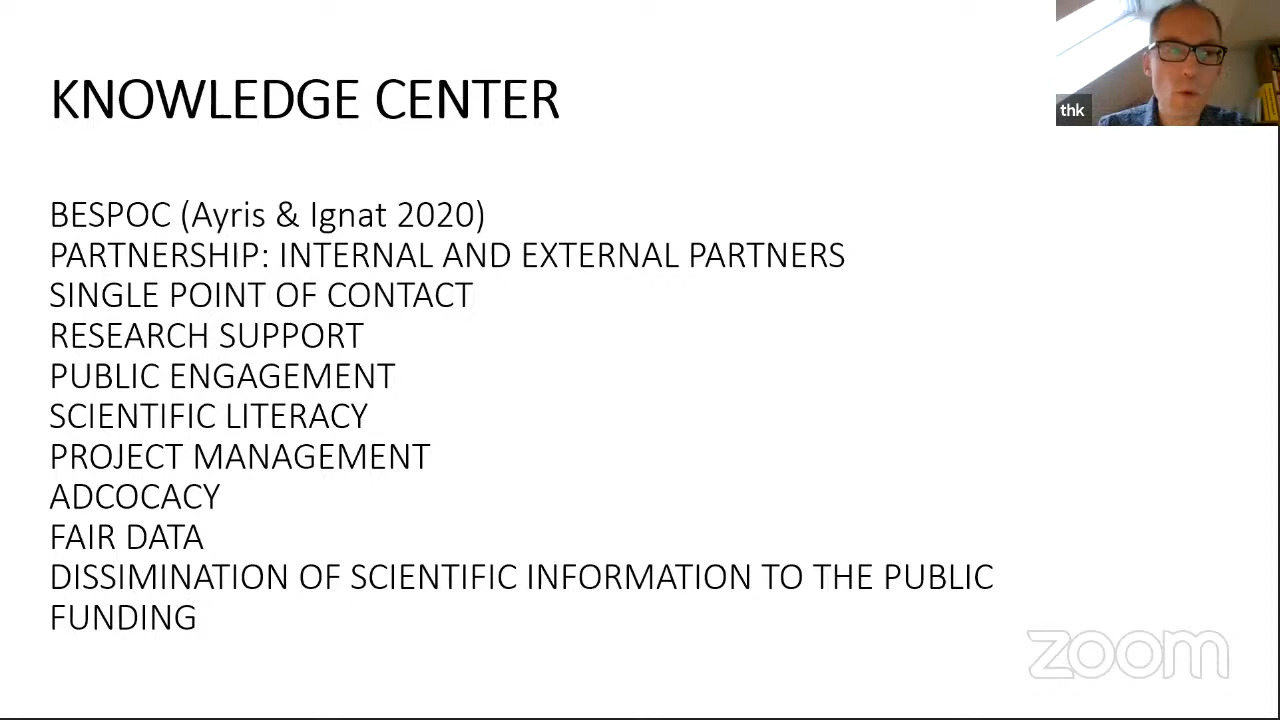 KNOWLEDGE CENTER
thk
BESPOC (Ayris & Ignat 2020)
PARTNERSHIP: INTERNAL AND EXTERNAL PARTNERS
SINGLE POINT OF CONTACT
RESEARCH SUPPORT
PUBLIC ENGAGEMENT
SCIENTIFIC LITERACY
PROJECT MANAGEMENT
ADCOCACY
FAIR DATA
DISSIMINATION OF SCIENTIFIC INFORMATION TO THE PUBLIC
FUNDING
zoom